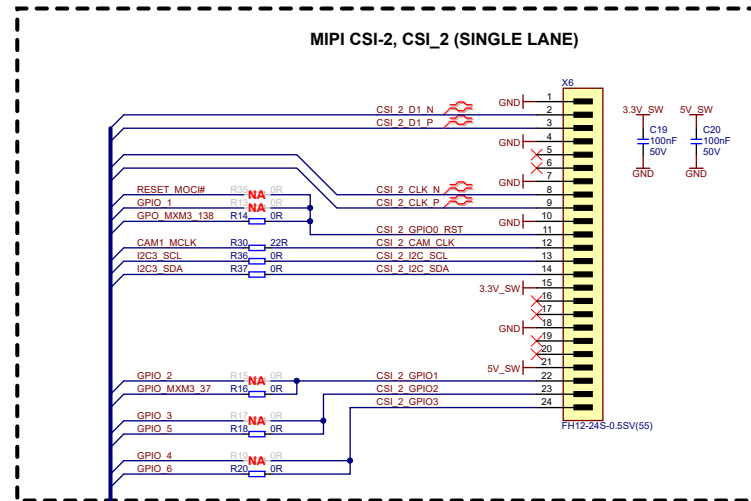 MIPI CSI-2, CSI_2 (SINGLE LANE)
X6
GND 1
CSI_2_D1_N 2
CSI_2_D1_P 3
GND 4
5
6
GND 7
RESET_MOCI# R35 NA 0R CSI_2_CLK_N 8
GPIO_1 R13 NA 0R CSI_2_CLK_P 9
GPO_MXM3_138 R14 0R GND 10
CSI_2_GPIO0_RST 11
CAM1_MCLK R30 22R CSI_2_CAM_CLK 12
I2C3_SCL R36 0R CSI_2_I2C_SCL 13
I2C3_SDA R37 0R CSI_2_I2C_SDA 14
3.3V_SW 15
16
17
GND 18
19
20
5V_SW 21
GPIO_2 R15 NA 0R CSI_2_GPIO1 22
GPIO_MXM3_37 R16 0R CSI_2_GPIO2 23
CSI_2_GPIO3 24
GPIO_3 R17 NA 0R
GPIO_5 R18 0R
FH12-24S-0.5SV(55)
GPIO_4 R19 NA 0R
GPIO_6 R20 0R
3.3V_SW 5V_SW
C19 C20
100nF 100nF
50V 50V
GND GND